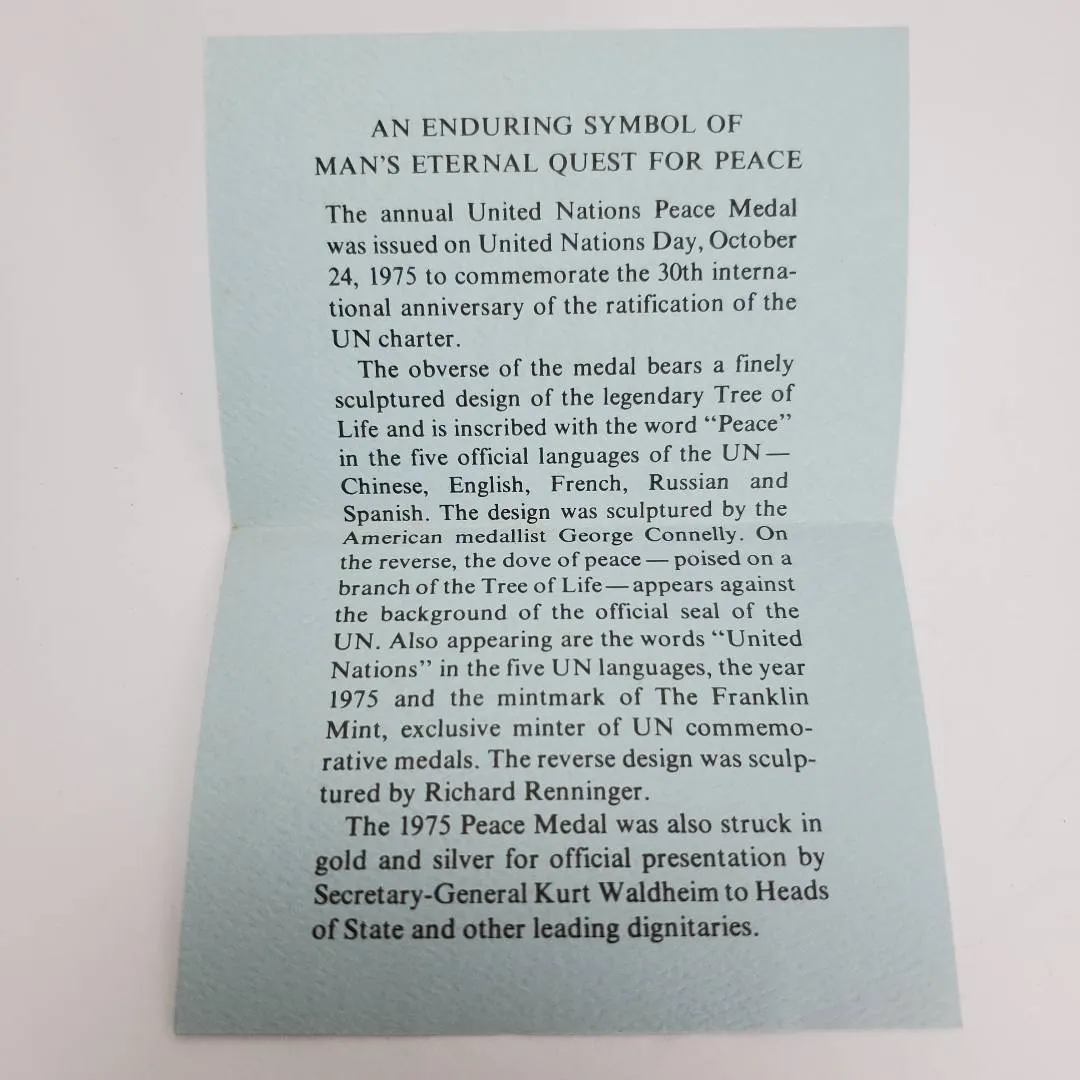 AN ENDURING SYMBOL OF
MAN'S ETERNAL QUEST FOR PEACE
The annual United Nations Peace Medal
was issued on United Nations Day, October
24, 1975 to commemorate the 30th interna-
tional anniversary of the ratification of the
UN charter.
The obverse of the medal bears a finely
sculptured design of the legendary Tree of
Life and is inscribed with the word “Peace”
in the five official languages of the UN—
Chinese, English, French, Russian and
Spanish. The design was sculptured by the
American medallist George Connelly. On
the reverse, the dove of peace — poised on a
branch of the Tree of Life — appears against
the background of the official seal of the
UN. Also appearing are the words “United
Nations” in the five UN languages, the year
1975 and the mintmark of The Franklin
Mint, exclusive minter of UN commemo-
rative medals. The reverse design was sculp-
tured by Richard Renninger.
The 1975 Peace Medal was also struck in
gold and silver for official presentation by
Secretary-General Kurt Waldheim to Heads
of State and other leading dignitaries.